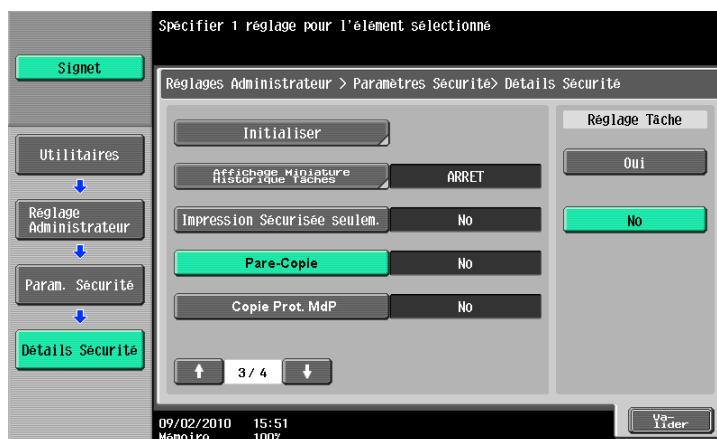 Spécifier 1 réglage pour l'élément sélectionné
Signet
Réglages Administrateur > Paramètres Sécurité> Détails Sécurité
Utilitaires
Réglage
Administrateur
Param. Sécurité
Détails Sécurité
Initialiser
Affichage Miniature
Historique Tâches
ARRET
Impression Sécurisée seulem.
No
Pare-Copie
No
Copie Prot. MdP
No
3/ 4
Réglage Tâche
Oui
No
09/02/2010 15:51
Mémoire 100%
Va-
lider